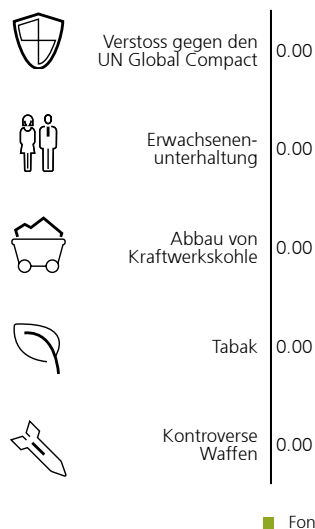 Verstoss gegen den
UN Global Compact
0.00
Erwachsenen-
unterhaltung
0.00
Abbau von
Kraftwerkskohle
0.00
Tabak
0.00
Kontroverse
Waffen
0.00
Fon